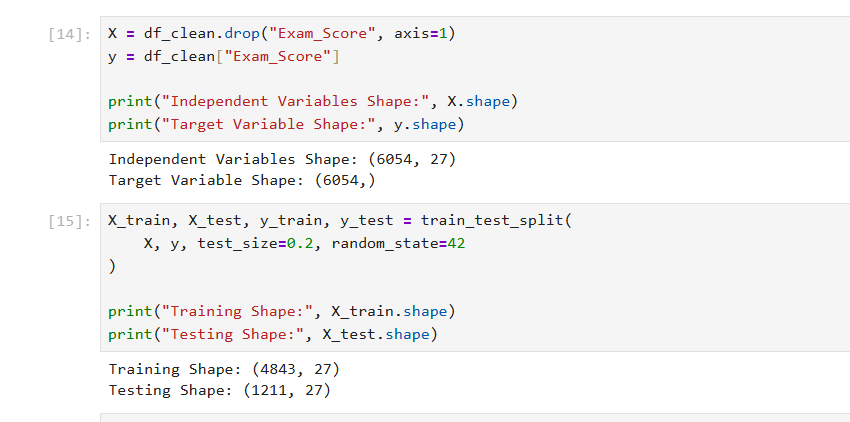 [14]: X = df_clean.drop("Exam_Score", axis=1)
y = df_clean["Exam_Score"]
print("Independent Variables Shape:", X.shape)
print("Target Variable Shape:", y.shape)
Independent Variables Shape: (6054, 27)
Target Variable Shape: (6054,)
[15]: X_train, X_test, y_train, y_test = train_test_split(
    X, y, test_size=0.2, random_state=42
)
print("Training Shape:", X_train.shape)
print("Testing Shape:", X_test.shape)
Training Shape: (4843, 27)
Testing Shape: (1211, 27)